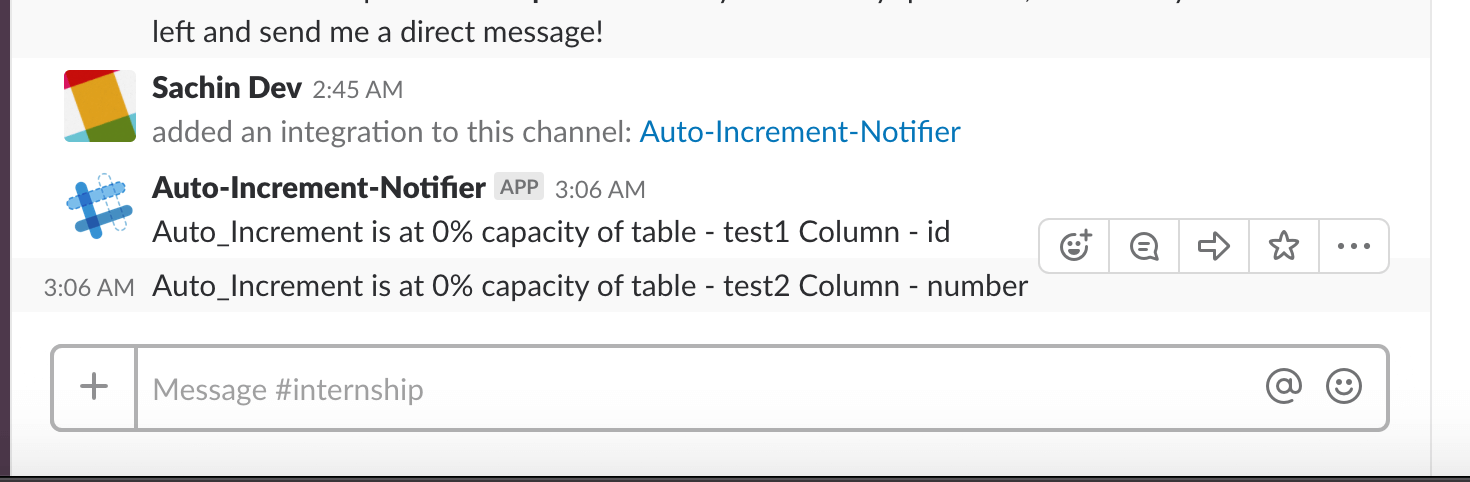 left and send me a direct message!
Sachin Dev 2:45 AM
added an integration to this channel: Auto-Increment-Notifier
Auto-Increment-Notifier APP 3:06 AM
Auto_Increment is at 0% capacity of table - test1 Column - id
3:06 AM Auto_Increment is at 0% capacity of table - test2 Column - number
Message #internship